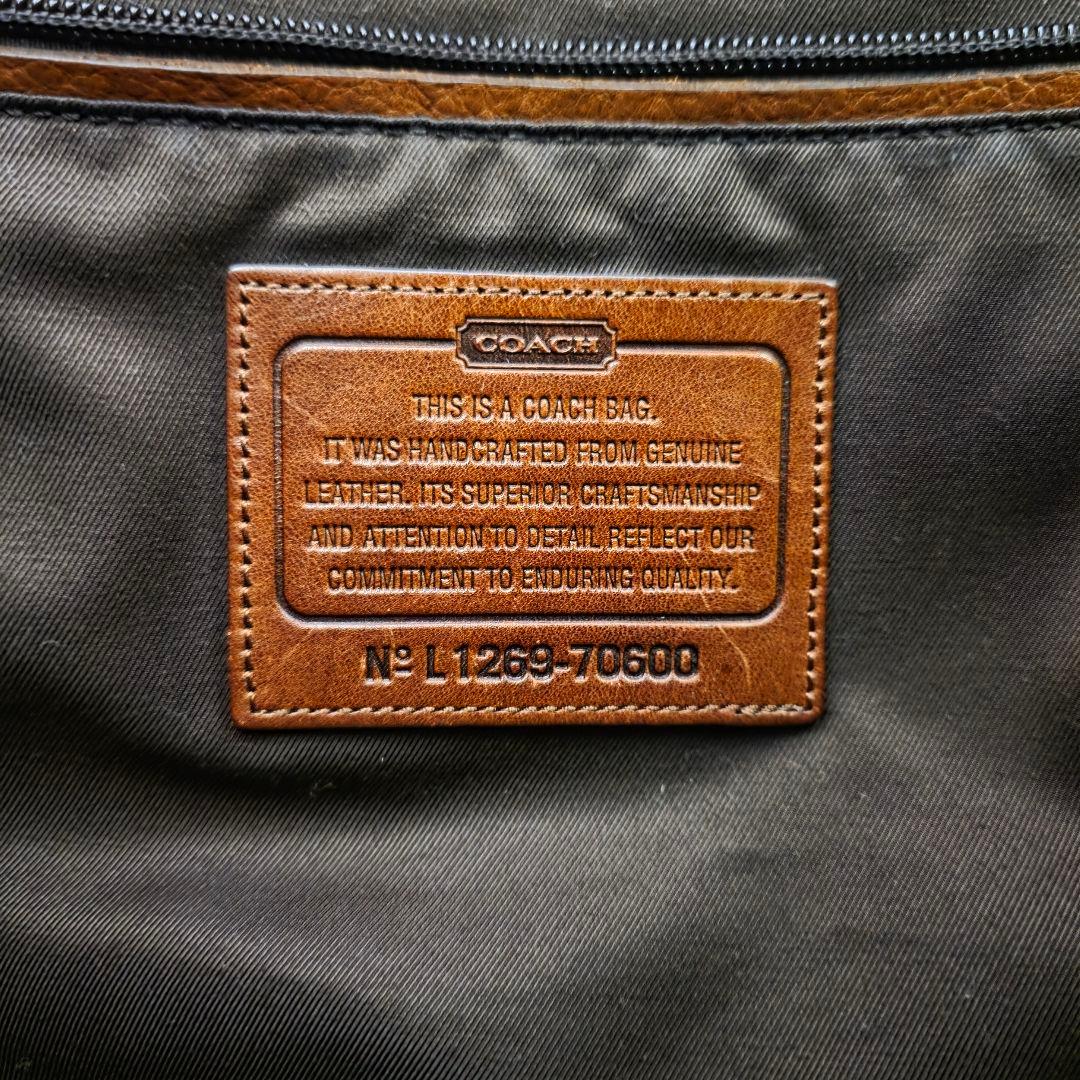 COACH
THIS IS A COACH BAG.
IT WAS HANDCRAFTED FROM GENUINE
LEATHER. ITS SUPERIOR CRAFTSMANSHIP
AND ATTENTION TO DETAIL REFLECT OUR
COMMITMENT TO ENDURING QUALITY.
Nº L1269-70600